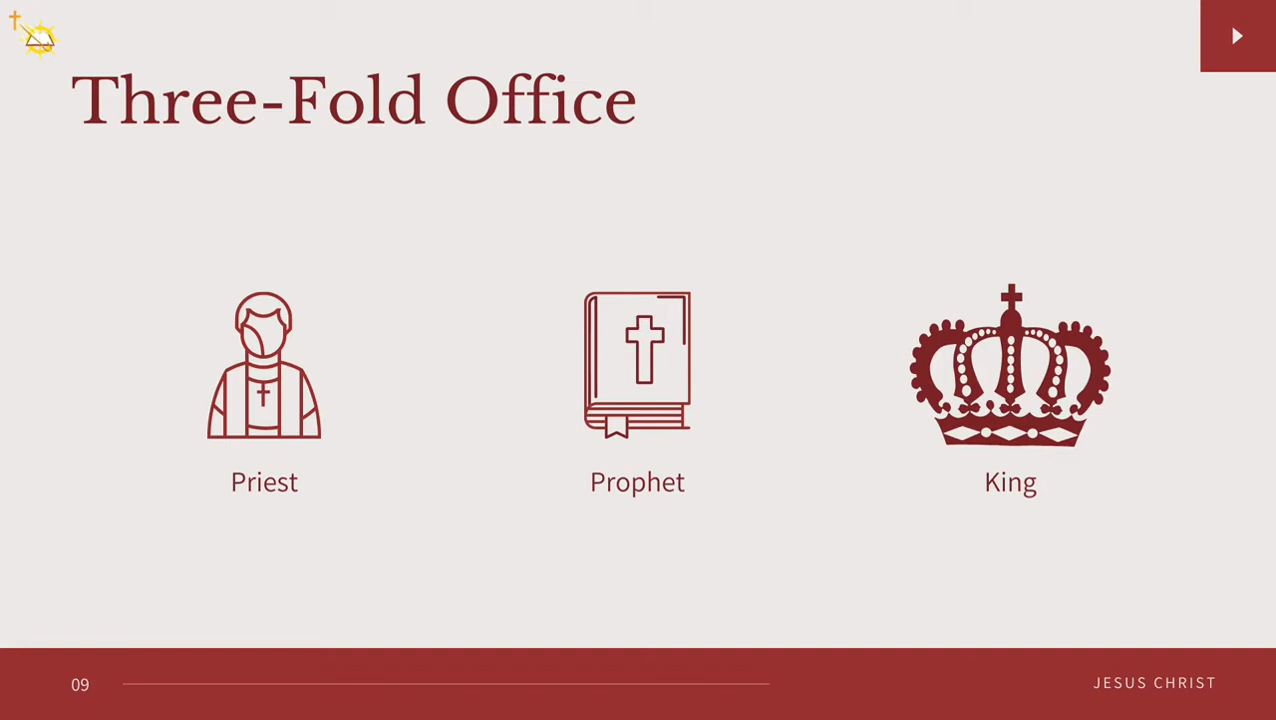 Three-Fold Office
Priest
Prophet
King
09
JESUS CHRIST